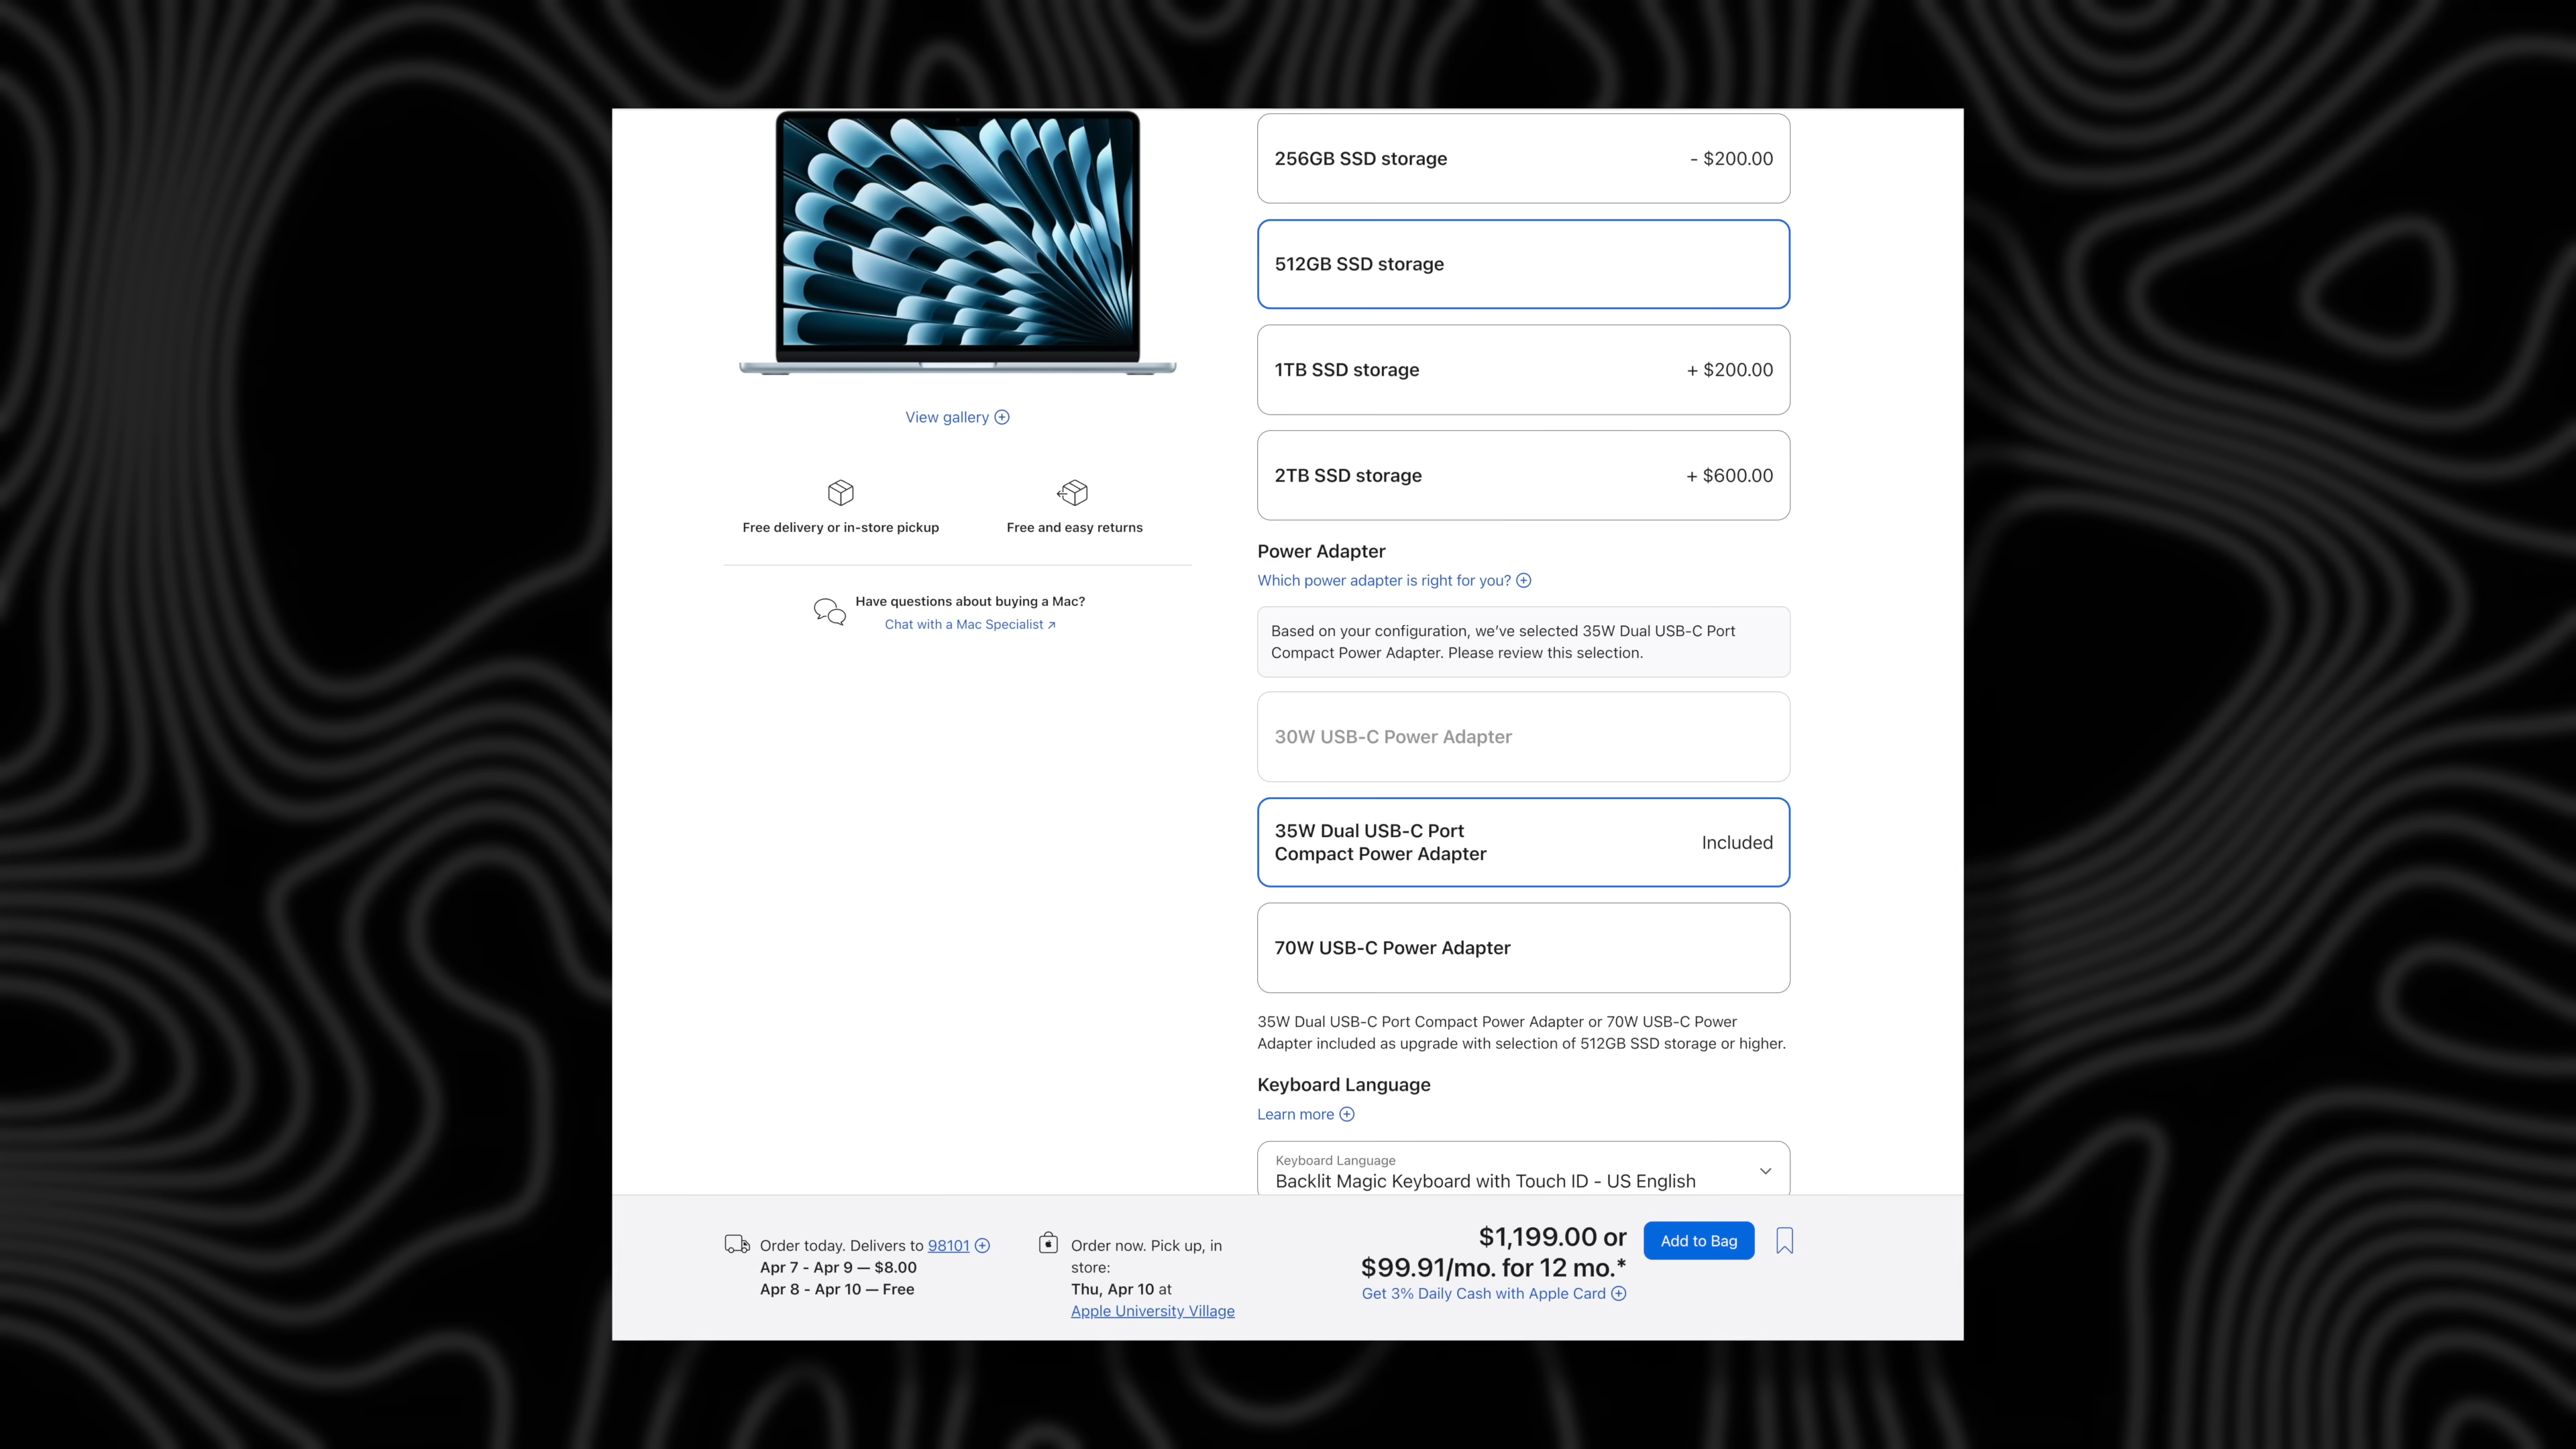 View gallery
Free delivery or in-store pickup
Free and easy returns
Have questions about buying a Mac?
Chat with a Mac Specialist ↗
256GB SSD storage
- $200.00
512GB SSD storage
1TB SSD storage
+ $200.00
2TB SSD storage
+ $600.00
Power Adapter
Which power adapter is right for you?
Based on your configuration, we’ve selected 35W Dual USB-C Port
Compact Power Adapter. Please review this selection.
30W USB-C Power Adapter
35W Dual USB-C Port
Compact Power Adapter
Included
70W USB-C Power Adapter
35W Dual USB-C Port Compact Power Adapter or 70W USB-C Power
Adapter included as upgrade with selection of 512GB SSD storage or higher.
Keyboard Language
Learn more
Keyboard Language
Backlit Magic Keyboard with Touch ID - US English
Order today. Delivers to 98101
Apr 7 - Apr 9 — $8.00
Apr 8 - Apr 10 — Free
Order now. Pick up, in
store:
Thu, Apr 10 at
Apple University Village
$1,199.00 or
$99.91/mo. for 12 mo.*
Get 3% Daily Cash with Apple Card
Add to Bag